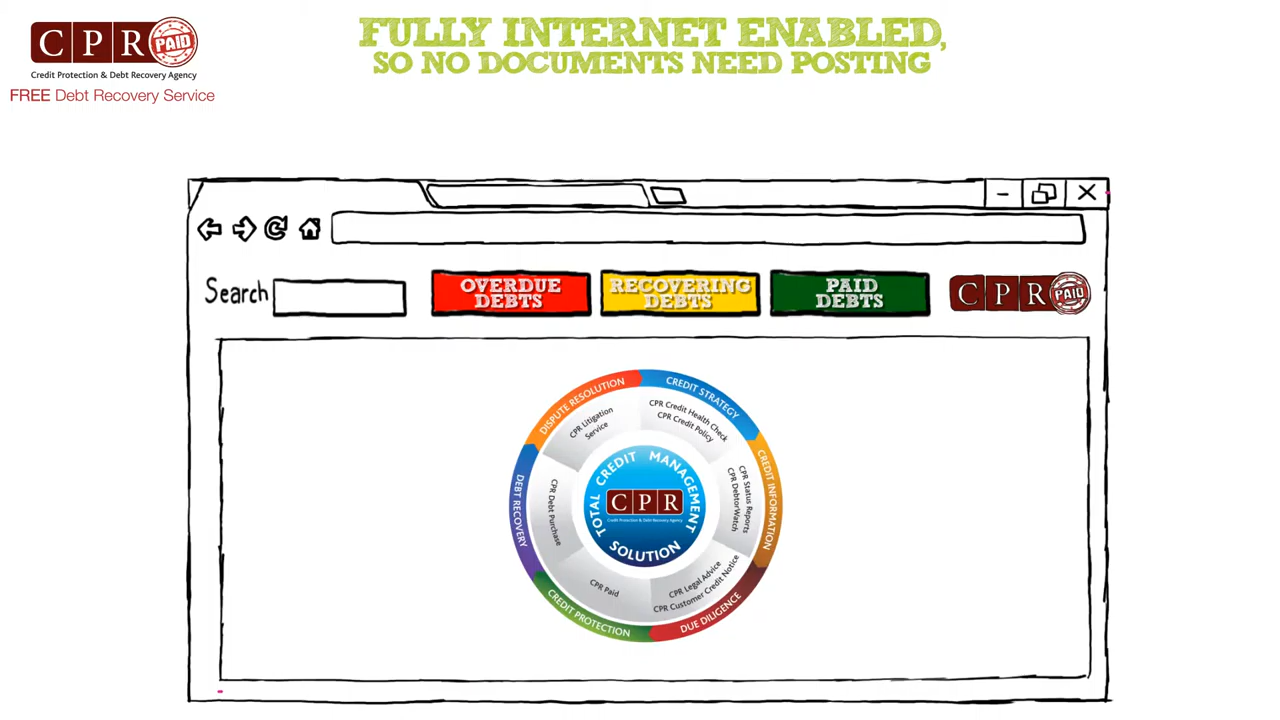 CPR PAID
Credit Protection & Debt Recovery Agency
FREE Debt Recovery Service
FULLY INTERNET ENABLED,
SO NO DOCUMENTS NEED POSTING
Search
OVERDUE
DEBTS
RECOVERING
DEBTS
PAID
DEBTS
CPR PAID
DISPUTE RESOLUTION
CPR Litigation
Service
CREDIT STRATEGY
CPR Credit Health Check
CPR Credit Policy
CREDIT INFORMATION
CPR Status Reports
CPR DebtorWatch
DUE DILIGENCE
CPR Legal Advice
CPR Customer Credit Notice
CREDIT PROTECTION
CPR Paid
DEBT RECOVERY
CPR Debt Purchase
TOTAL CREDIT MANAGEMENT
SOLUTION
CPR
Credit Protection & Debt Recovery Agency